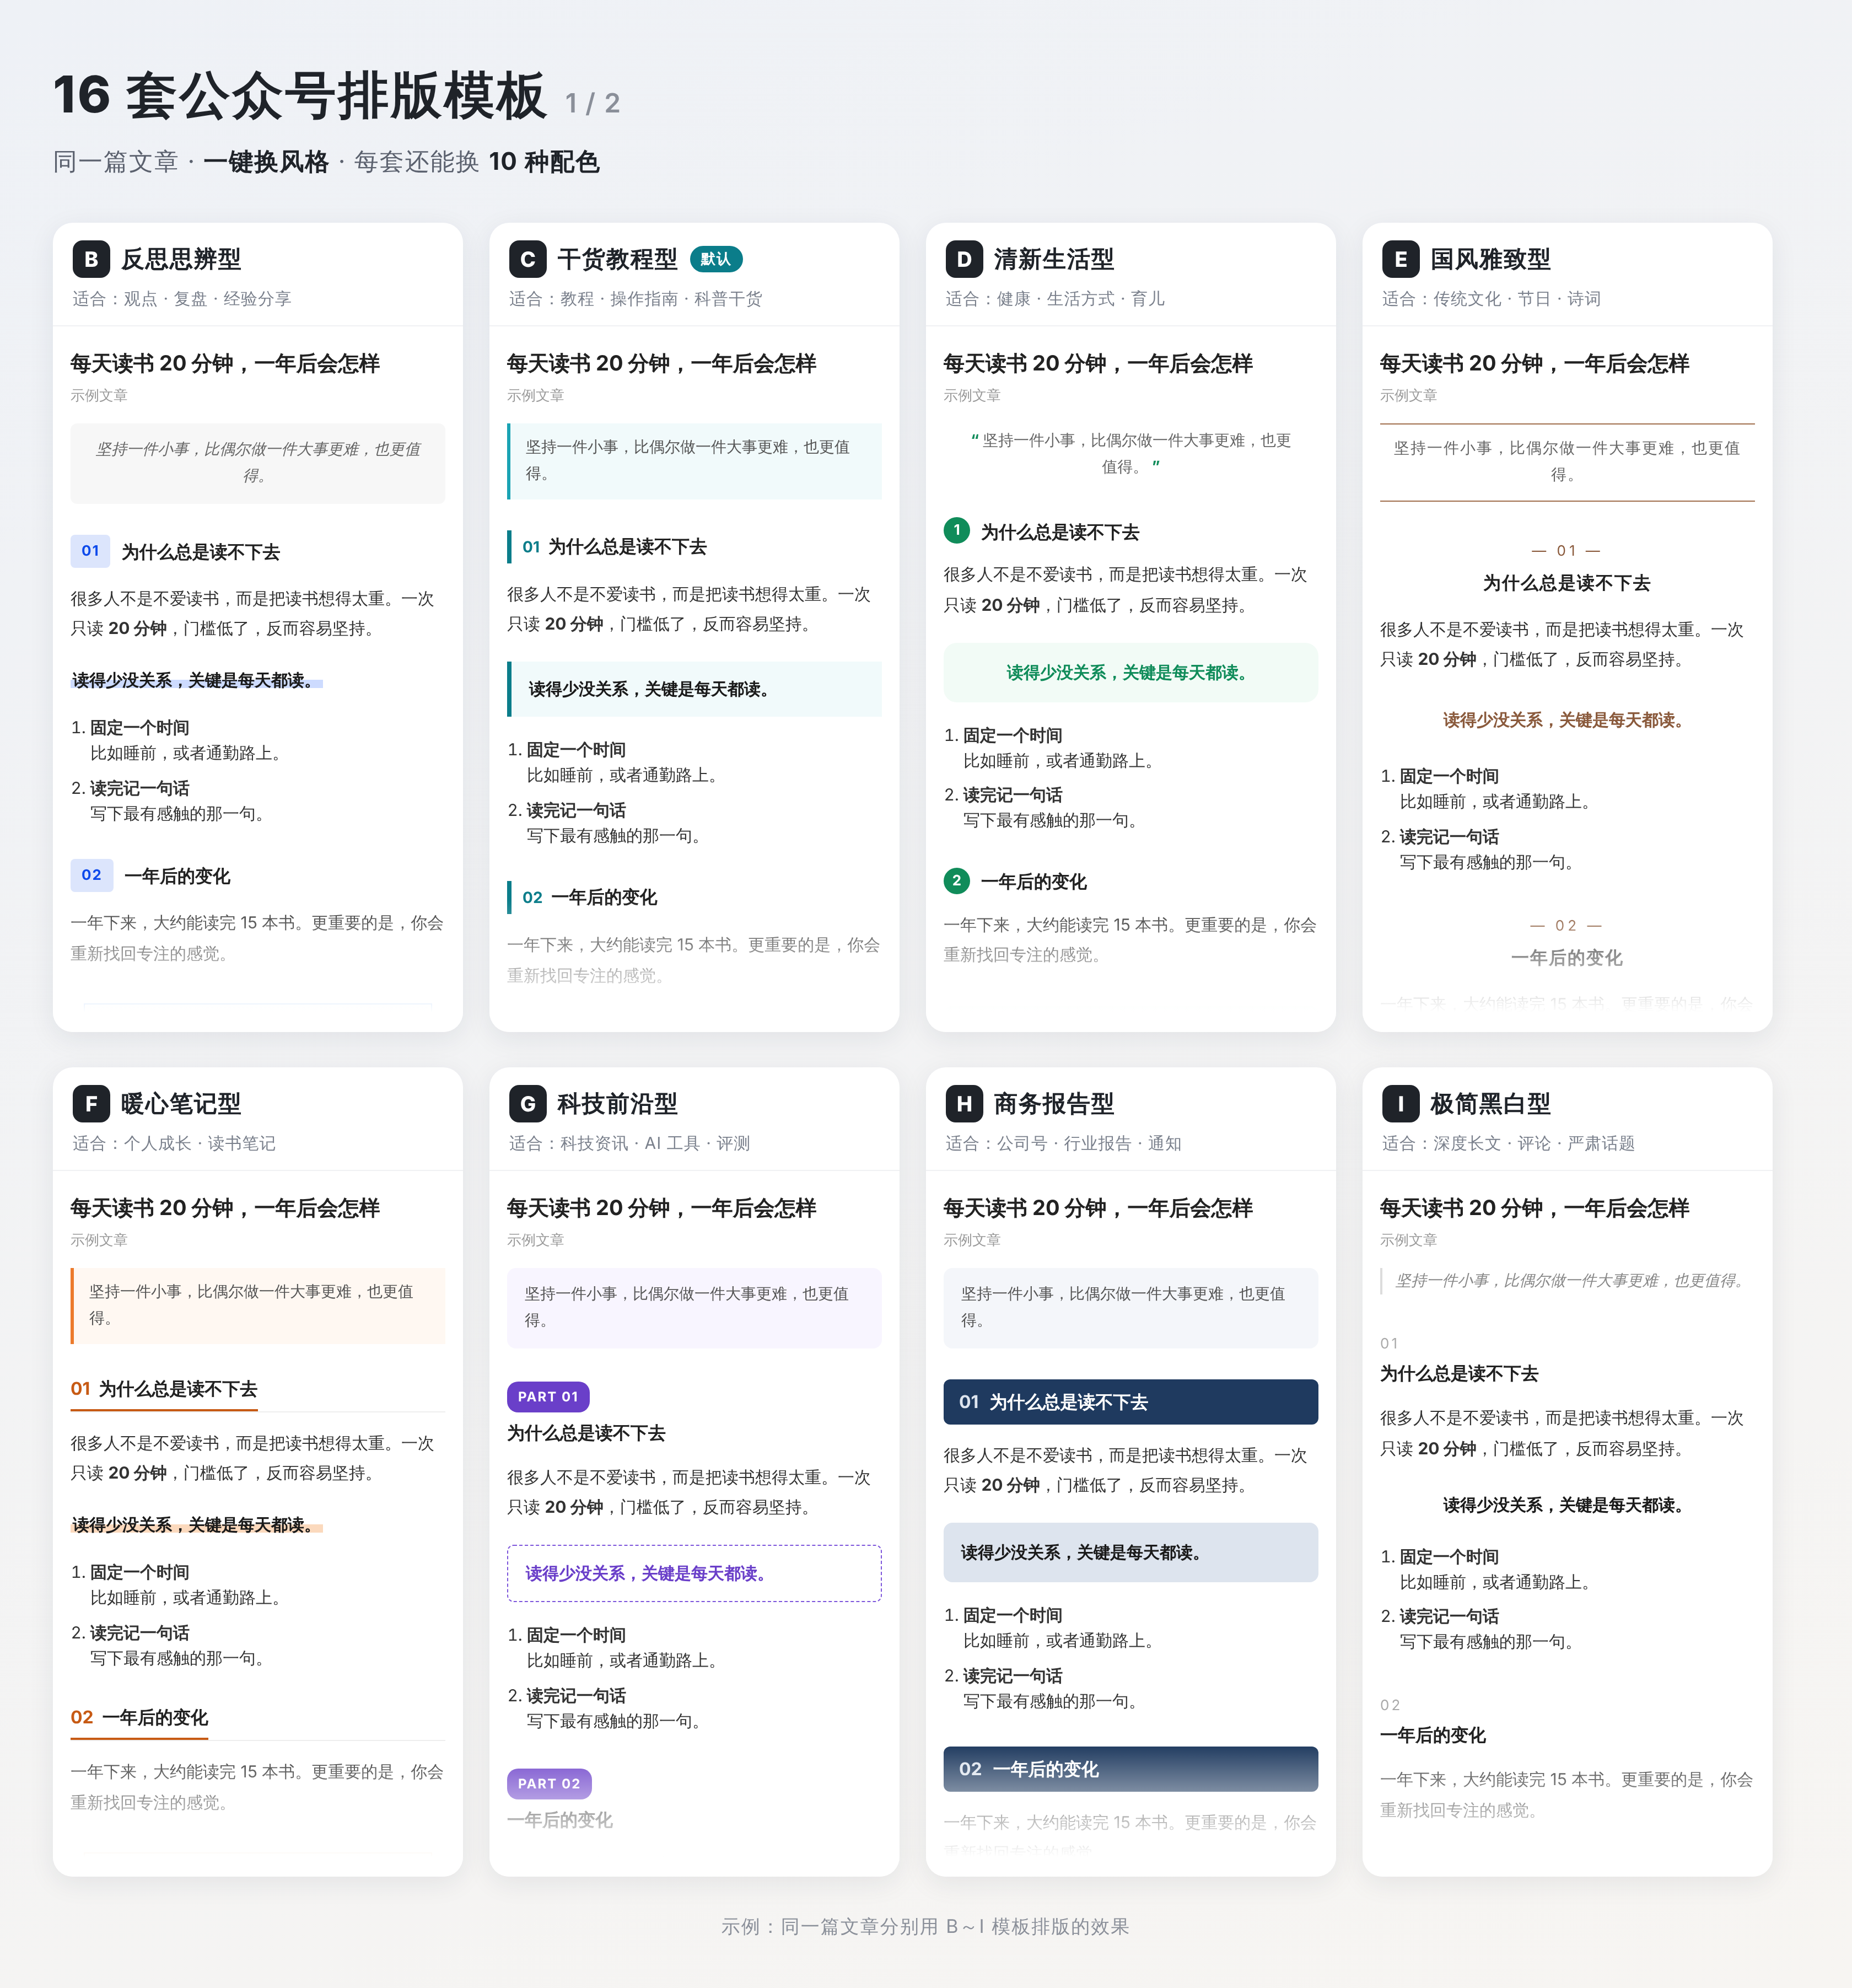 16 套公众号排版模板 1 / 2
同一篇文章 · 一键换风格 · 每套还能换 10 种配色
B 反思思辨型
适合：观点 · 复盘 · 经验分享
每天读书 20 分钟，一年后会怎样
示例文章
坚持一件小事，比偶尔做一件大事更难，也更值
得。
01 为什么总是读不下去
很多人不是不爱读书，而是把读书想得太重。一次
只读 20 分钟，门槛低了，反而容易坚持。
读得少没关系，关键是每天都读。
1. 固定一个时间
比如睡前，或者通勤路上。
2. 读完记一句话
写下最有感触的那一句。
02 一年后的变化
一年下来，大约能读完 15 本书。更重要的是，你会
重新找回专注的感觉。
C 干货教程型 默认
适合：教程 · 操作指南 · 科普干货
每天读书 20 分钟，一年后会怎样
示例文章
坚持一件小事，比偶尔做一件大事更难，也更值
得。
01 为什么总是读不下去
很多人不是不爱读书，而是把读书想得太重。一次
只读 20 分钟，门槛低了，反而容易坚持。
读得少没关系，关键是每天都读。
1. 固定一个时间
比如睡前，或者通勤路上。
2. 读完记一句话
写下最有感触的那一句。
02 一年后的变化
一年下来，大约能读完 15 本书。更重要的是，你会
重新找回专注的感觉。
D 清新生活型
适合：健康 · 生活方式 · 育儿
每天读书 20 分钟，一年后会怎样
示例文章
“ 坚持一件小事，比偶尔做一件大事更难，也更
值得。 ”
1 为什么总是读不下去
很多人不是不爱读书，而是把读书想得太重。一次
只读 20 分钟，门槛低了，反而容易坚持。
读得少没关系，关键是每天都读。
1. 固定一个时间
比如睡前，或者通勤路上。
2. 读完记一句话
写下最有感触的那一句。
2 一年后的变化
一年下来，大约能读完 15 本书。更重要的是，你会
重新找回专注的感觉。
E 国风雅致型
适合：传统文化 · 节日 · 诗词
每天读书 20 分钟，一年后会怎样
示例文章
坚持一件小事，比偶尔做一件大事更难，也更值
得。
— 01 —
为什么总是读不下去
很多人不是不爱读书，而是把读书想得太重。一次
只读 20 分钟，门槛低了，反而容易坚持。
读得少没关系，关键是每天都读。
1. 固定一个时间
比如睡前，或者通勤路上。
2. 读完记一句话
写下最有感触的那一句。
— 02 —
一年后的变化
一年下来，大约能读完 15 本书。更重要的是，你会
F 暖心笔记型
适合：个人成长 · 读书笔记
每天读书 20 分钟，一年后会怎样
示例文章
坚持一件小事，比偶尔做一件大事更难，也更值
得。
01 为什么总是读不下去
很多人不是不爱读书，而是把读书想得太重。一次
只读 20 分钟，门槛低了，反而容易坚持。
读得少没关系，关键是每天都读。
1. 固定一个时间
比如睡前，或者通勤路上。
2. 读完记一句话
写下最有感触的那一句。
02 一年后的变化
一年下来，大约能读完 15 本书。更重要的是，你会
重新找回专注的感觉。
G 科技前沿型
适合：科技资讯 · AI 工具 · 评测
每天读书 20 分钟，一年后会怎样
示例文章
坚持一件小事，比偶尔做一件大事更难，也更值
得。
PART 01
为什么总是读不下去
很多人不是不爱读书，而是把读书想得太重。一次
只读 20 分钟，门槛低了，反而容易坚持。
读得少没关系，关键是每天都读。
1. 固定一个时间
比如睡前，或者通勤路上。
2. 读完记一句话
写下最有感触的那一句。
PART 02
一年后的变化
H 商务报告型
适合：公司号 · 行业报告 · 通知
每天读书 20 分钟，一年后会怎样
示例文章
坚持一件小事，比偶尔做一件大事更难，也更值
得。
01 为什么总是读不下去
很多人不是不爱读书，而是把读书想得太重。一次
只读 20 分钟，门槛低了，反而容易坚持。
读得少没关系，关键是每天都读。
1. 固定一个时间
比如睡前，或者通勤路上。
2. 读完记一句话
写下最有感触的那一句。
02 一年后的变化
一年下来，大约能读完 15 本书。更重要的是，你会
重新找回专注的感觉。
I 极简黑白型
适合：深度长文 · 评论 · 严肃话题
每天读书 20 分钟，一年后会怎样
示例文章
坚持一件小事，比偶尔做一件大事更难，也更值得。
01
为什么总是读不下去
很多人不是不爱读书，而是把读书想得太重。一次
只读 20 分钟，门槛低了，反而容易坚持。
读得少没关系，关键是每天都读。
1. 固定一个时间
比如睡前，或者通勤路上。
2. 读完记一句话
写下最有感触的那一句。
02
一年后的变化
一年下来，大约能读完 15 本书。更重要的是，你会
重新找回专注的感觉。
示例：同一篇文章分别用 B～I 模板排版的效果